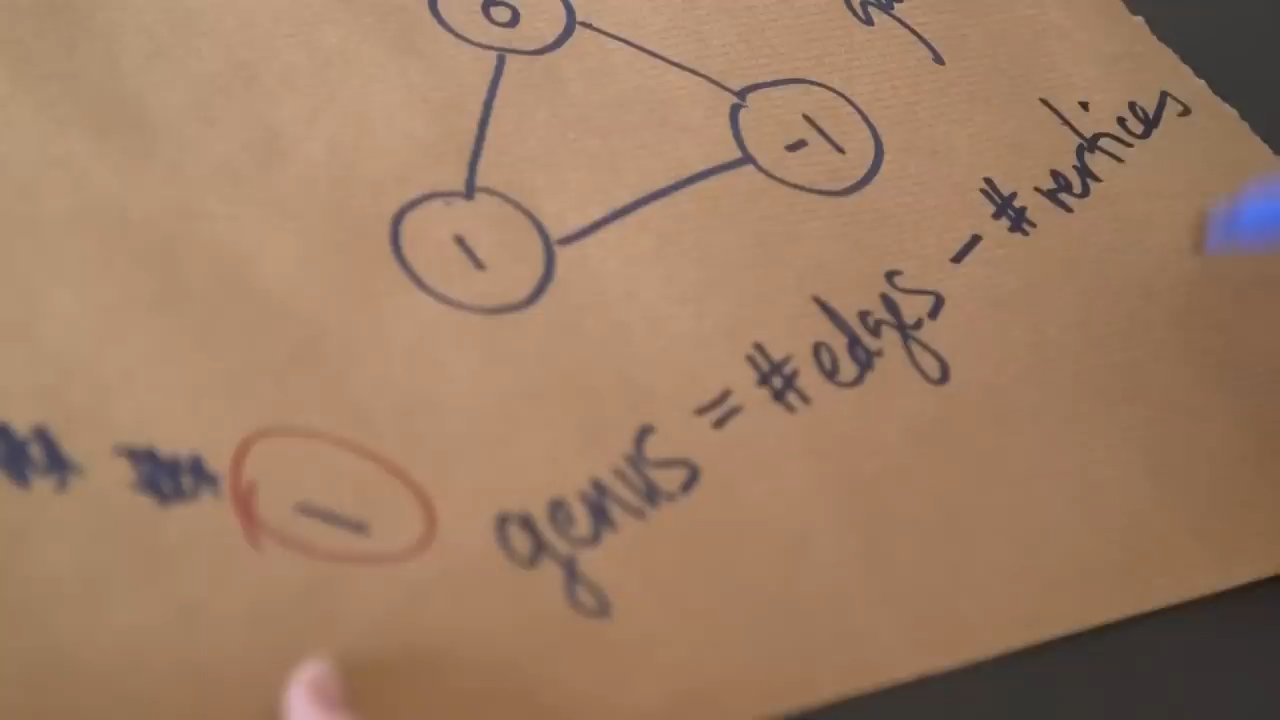 0
-1
1
1
genus = #edges - #vertices